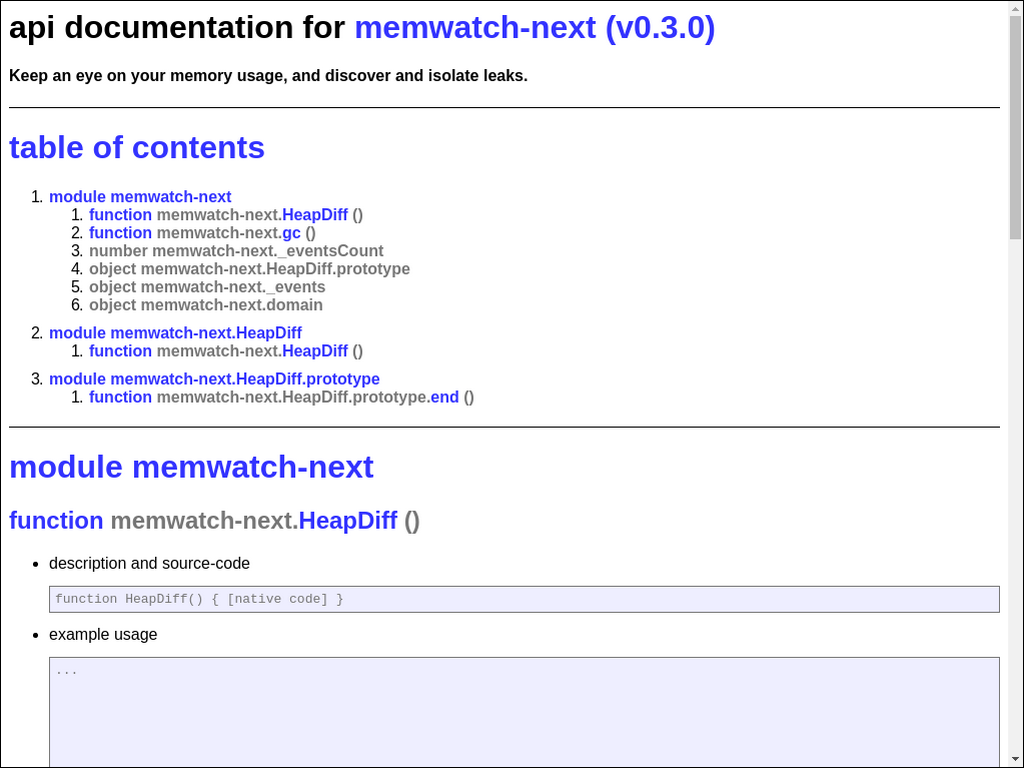 api documentation for memwatch-next (v0.3.0)
Keep an eye on your memory usage, and discover and isolate leaks.
table of contents
1. module memwatch-next
1. function memwatch-next.HeapDiff ()
2. function memwatch-next.gc ()
3. number memwatch-next._eventsCount
4. object memwatch-next.HeapDiff.prototype
5. object memwatch-next._events
6. object memwatch-next.domain
2. module memwatch-next.HeapDiff
1. function memwatch-next.HeapDiff ()
3. module memwatch-next.HeapDiff.prototype
1. function memwatch-next.HeapDiff.prototype.end ()
module memwatch-next
function memwatch-next.HeapDiff ()
• description and source-code
function HeapDiff() { [native code] }
• example usage
...